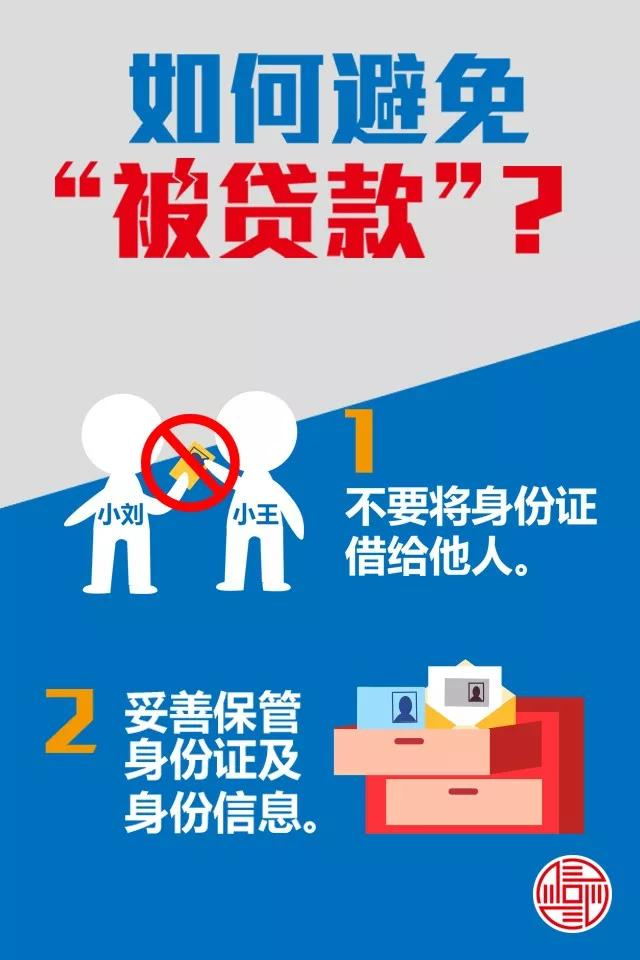 如何避免
“被贷款”?
小刘
小王
1
不要将身份证
借给他人。
2
妥善保管
身份证及
身份信息。